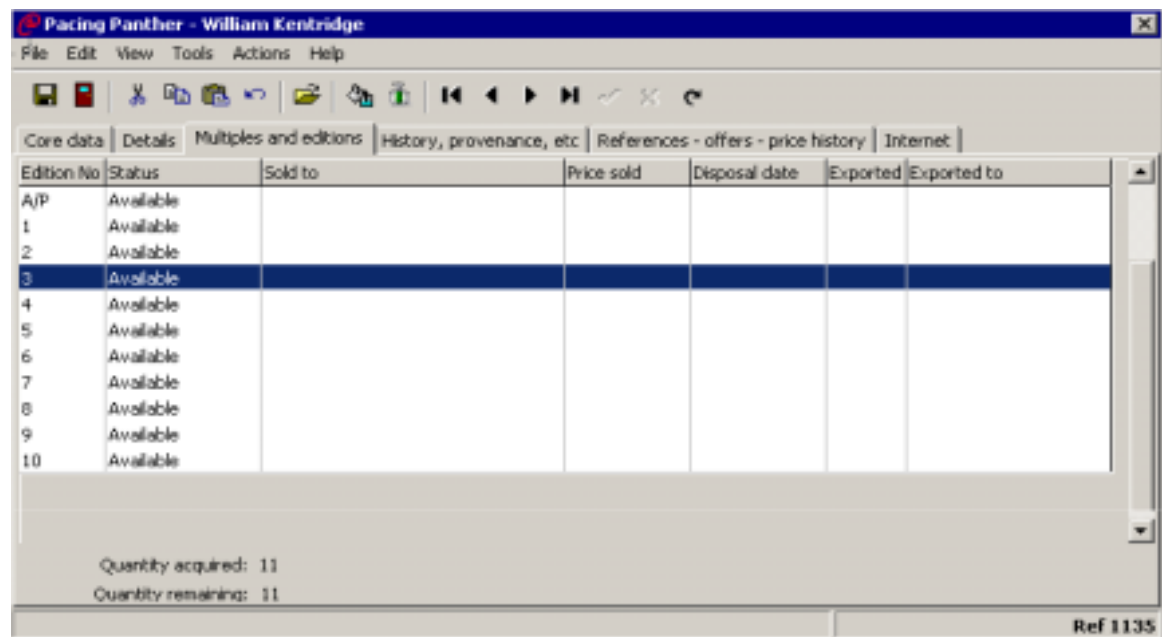 Pacing Panther - William Kentridge
File Edit View Tools Actions Help
Core data Details Multiples and editions History, provenance, etc References - offers - price history Internet
Edition No Status Sold to Price sold Disposal date Exported Exported to
A/P Available
1 Available
2 Available
3 Available
4 Available
5 Available
6 Available
7 Available
8 Available
9 Available
10 Available
Quantity acquired: 11
Quantity remaining: 11
Ref 1135